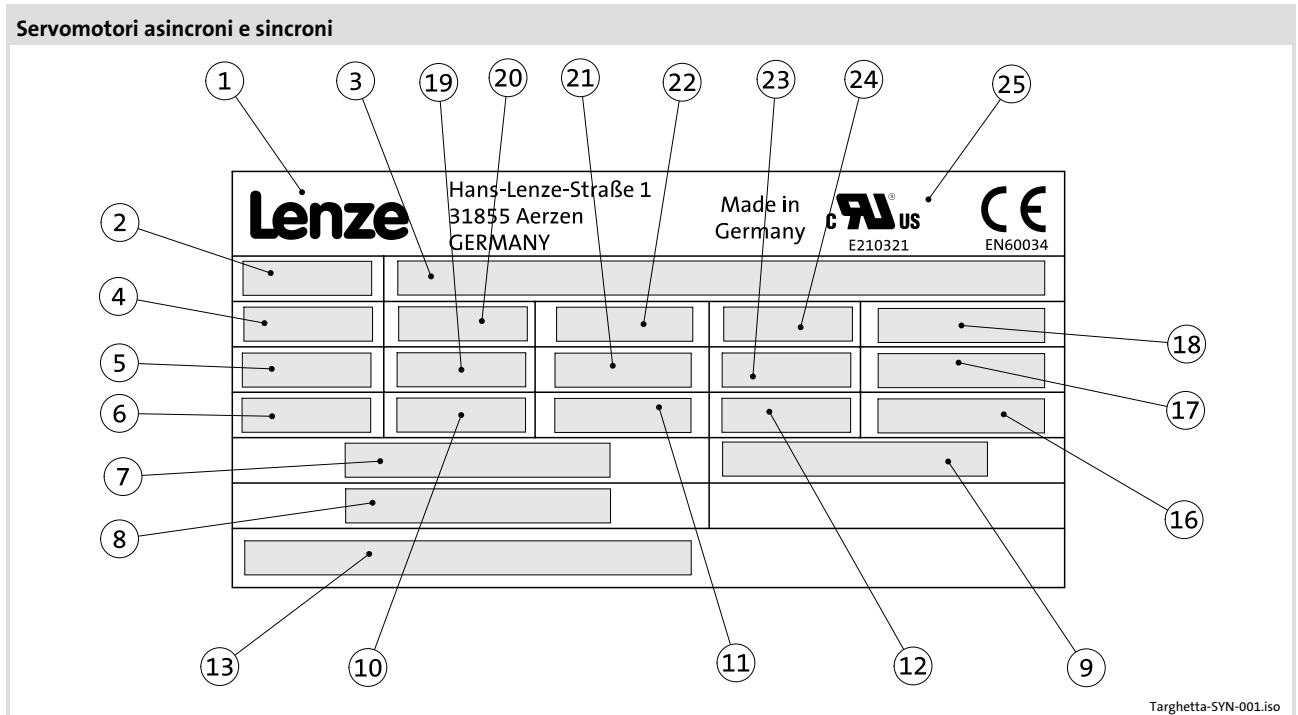 Servomotori asincroni e sincroni
1 3 19 20 21 22 23 24 25
Lenze
Hans-Lenze-Straße 1
31855 Aerzen
GERMANY
Made in
Germany
C RU ® US
E210321
CE
EN60034
2
4
5
6
7
8
18
17
16
13 10 11 12 9
Targhetta-SYN-001.iso